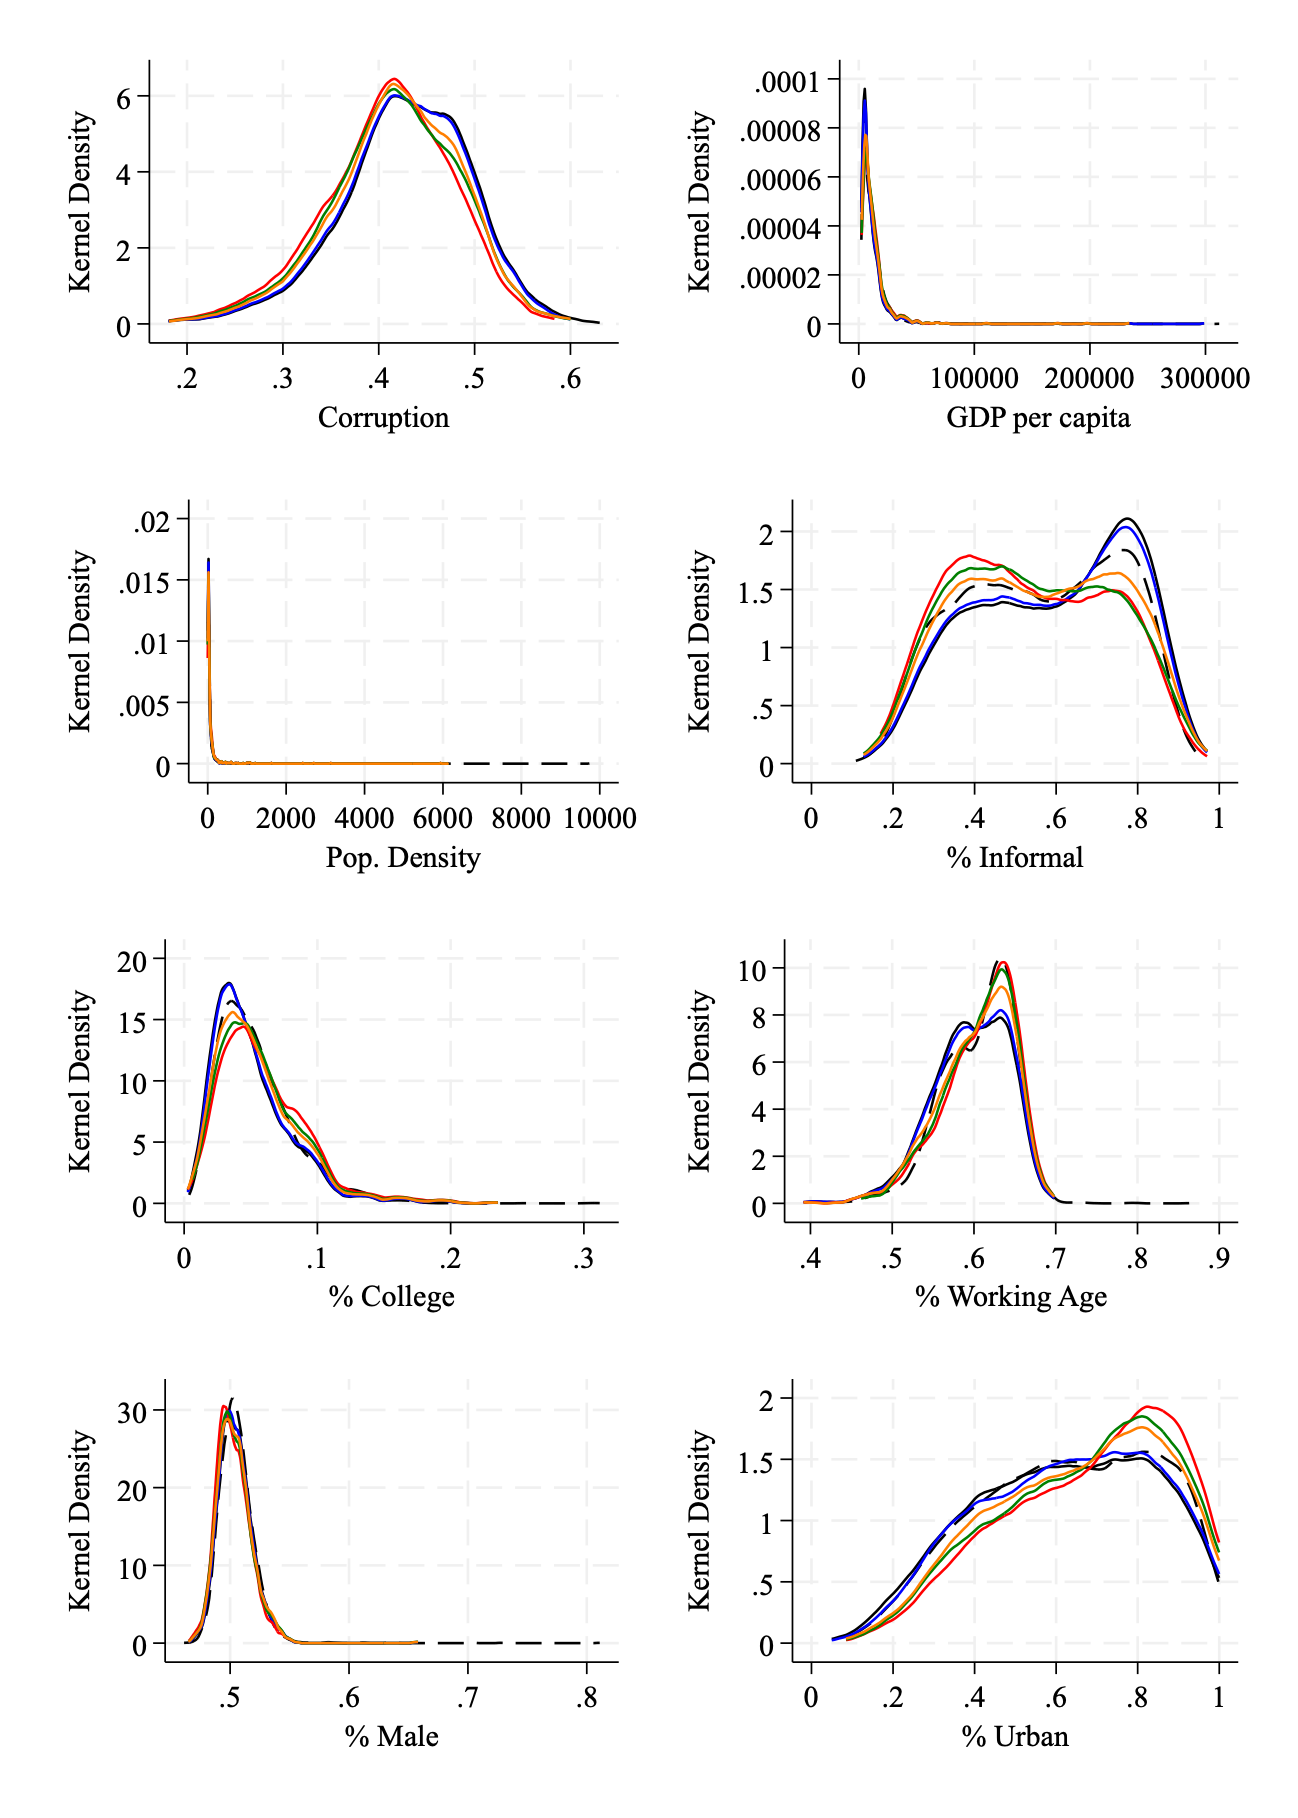 Kernel Density
6
4
2
0
.2 .3 .4 .5 .6
Corruption
Kernel Density
.0001
.00008
.00006
.00004
.00002
0
0 100000 200000 300000
GDP per capita
Kernel Density
.02
.015
.01
.005
0
0 2000 4000 6000 8000 10000
Pop. Density
Kernel Density
2
1.5
1
.5
0
0 .2 .4 .6 .8 1
% Informal
Kernel Density
20
15
10
5
0
0 .1 .2 .3
% College
Kernel Density
10
8
6
4
2
0
.4 .5 .6 .7 .8 .9
% Working Age
Kernel Density
30
20
10
0
.5 .6 .7 .8
% Male
Kernel Density
2
1.5
1
.5
0
0 .2 .4 .6 .8 1
% Urban